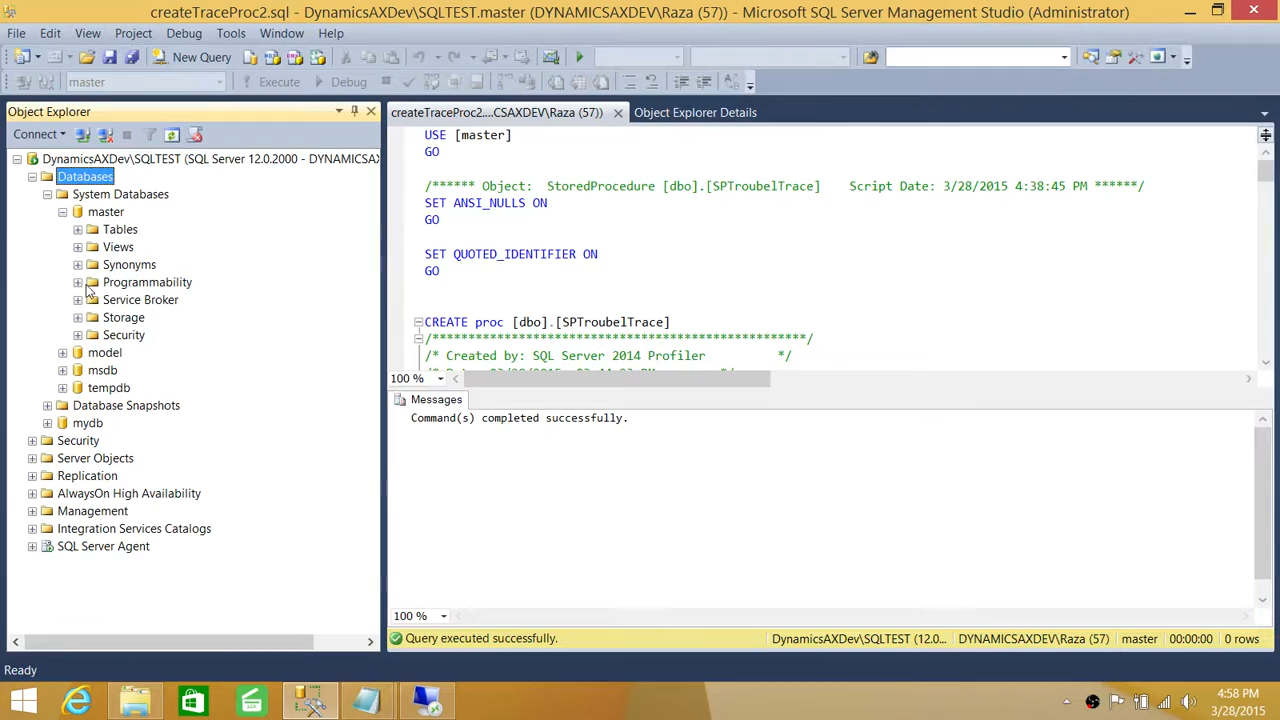 createTraceProc2.sql - DynamicsAXDev\SQLTEST.master (DYNAMICSAXDEV\Raza (57)) - Microsoft SQL Server Management Studio (Administrator)
File Edit View Project Debug Tools Window Help
New Query
master Execute Debug
Object Explorer
Connect
DynamicsAXDev\SQLTEST (SQL Server 12.0.2000 - DYNAMICSAX
Databases
System Databases
master
Tables
Views
Synonyms
Programmability
Service Broker
Storage
Security
model
msdb
tempdb
Database Snapshots
mydb
Security
Server Objects
Replication
AlwaysOn High Availability
Management
Integration Services Catalogs
SQL Server Agent
createTraceProc2....CSAXDEV\Raza (57)) Object Explorer Details
USE [master]
GO
/****** Object:  StoredProcedure [dbo].[SPTroubelTrace]    Script Date: 3/28/2015 4:38:45 PM ******/
SET ANSI_NULLS ON
GO
SET QUOTED_IDENTIFIER ON
GO
CREATE proc [dbo].[SPTroubelTrace]
/****************************************************/
/* Created by: SQL Server 2014 Profiler          */
100 %
Messages
Command(s) completed successfully.
100 %
Query executed successfully. DynamicsAXDev\SQLTEST (12.0... DYNAMICSAXDEV\Raza (57) master 00:00:00 0 rows
Ready
4:58 PM
3/28/2015